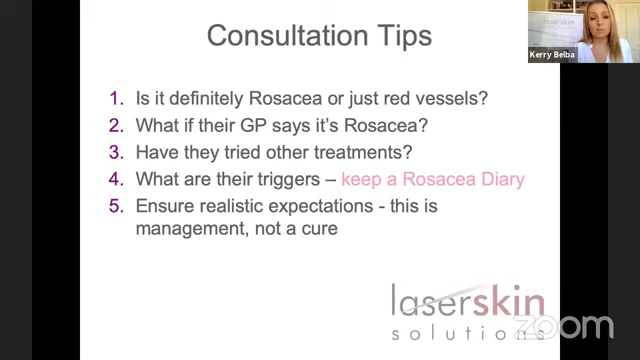 Consultation Tips
1. Is it definitely Rosacea or just red vessels?
2. What if their GP says it's Rosacea?
3. Have they tried other treatments?
4. What are their triggers – keep a Rosacea Diary
5. Ensure realistic expectations - this is
management, not a cure
laserskin
solutions
zoom
laserskin
Kerry Belba